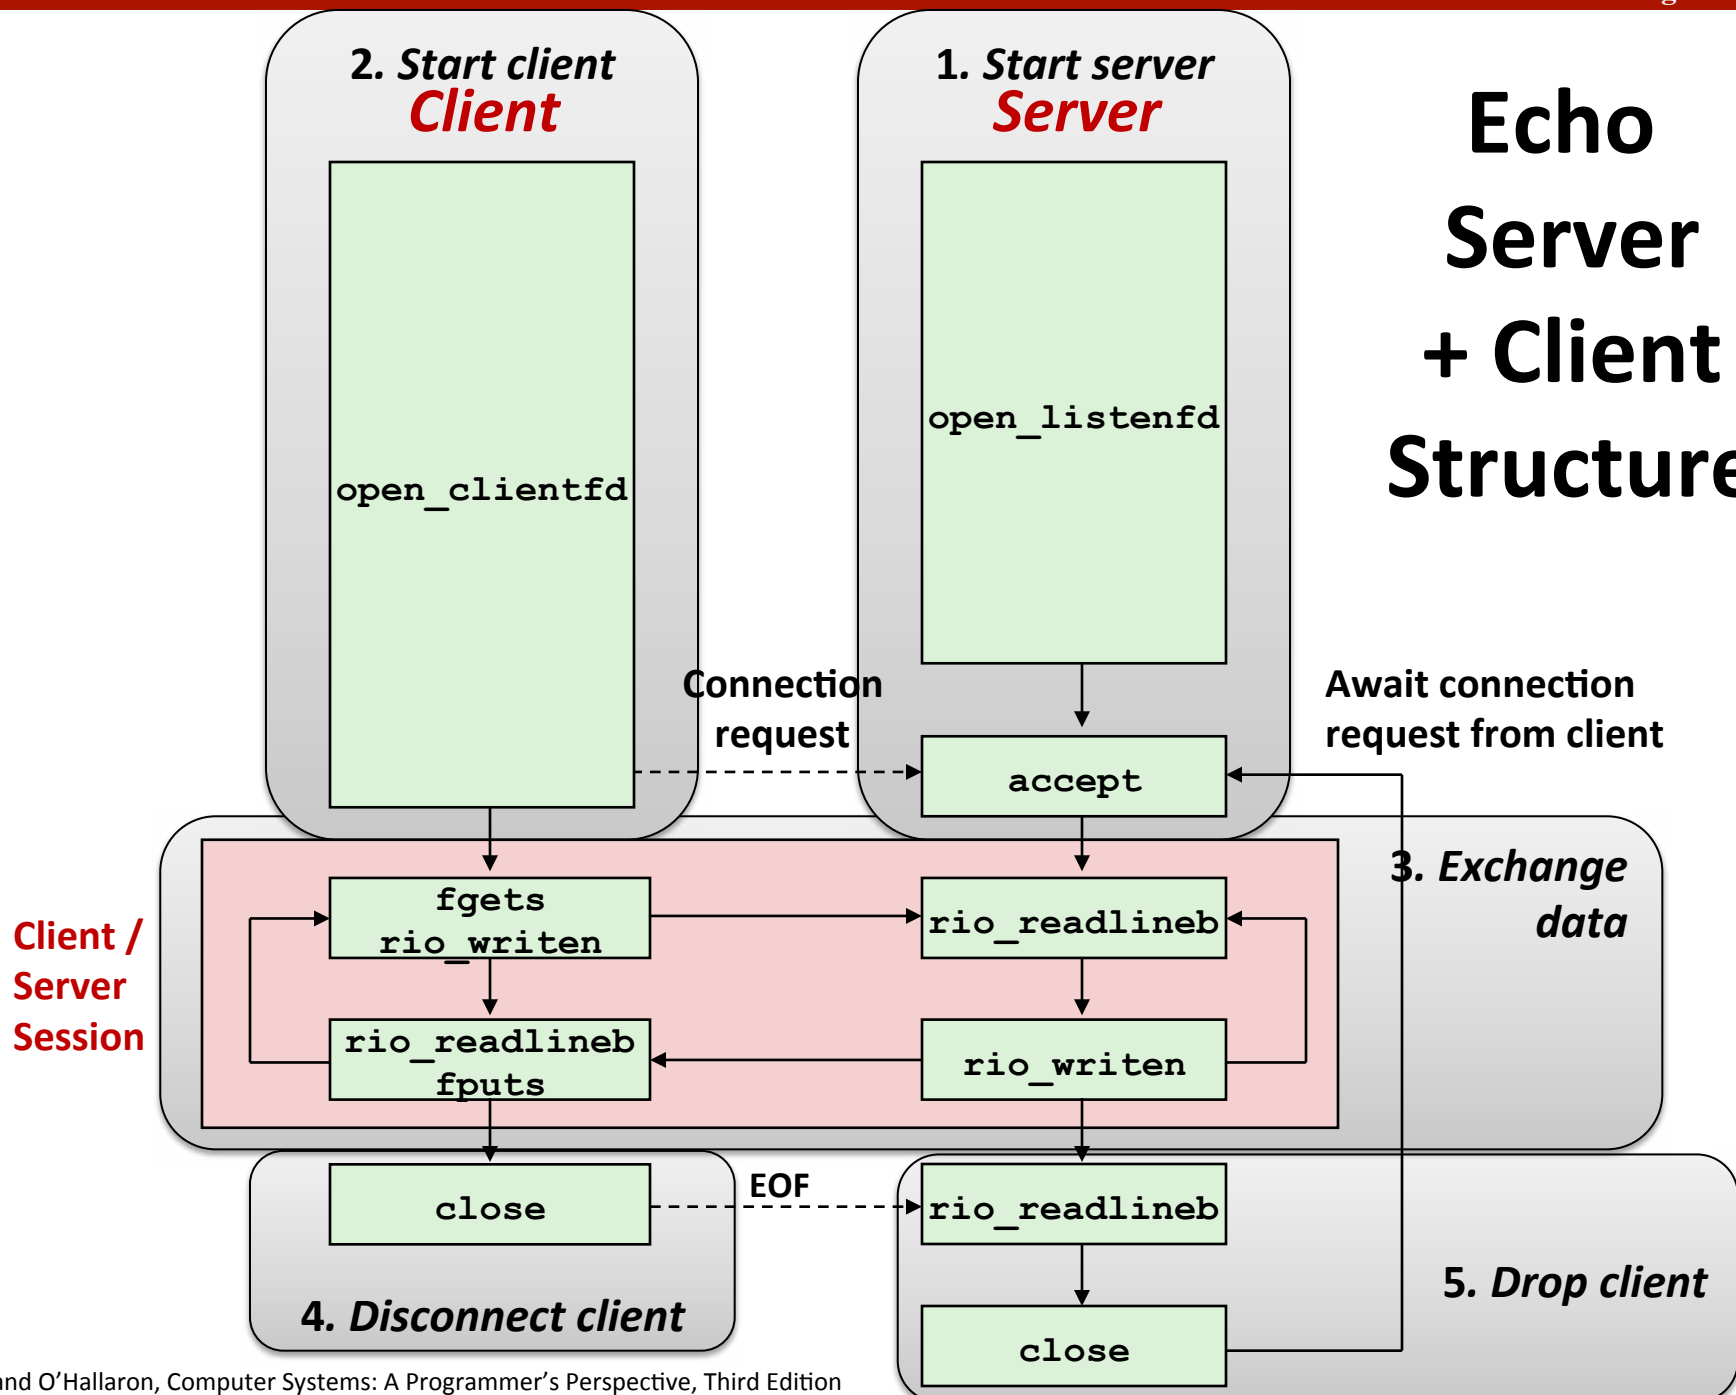 2. Start client
Client
1. Start server
Server
Echo
Server
+ Client
Structure
open_listenfd
open_clientfd
Connection
request
Await connection
request from client
accept
3. Exchange
data
Client /
Server
Session
fgets
rio_writen
rio_readlineb
rio_readlineb
fputs
rio_writen
close
EOF
rio_readlineb
4. Disconnect client
5. Drop client
close
and O’Hallaron, Computer Systems: A Programmer’s Perspective, Third Edition